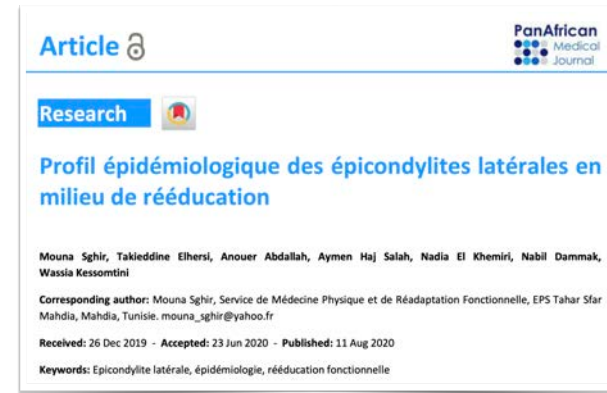 Article
PanAfrican
Medical
Journal
Research
Profil épidémiologique des épicondylites latérales en
milieu de rééducation
Mouna Sghir, Takieddine Elhersi, Anouer Abdallah, Aymen Haj Salah, Nadia El Khemiri, Nabil Dammak,
Wassia Kessomtini
Corresponding author: Mouna Sghir, Service de Médecine Physique et de Réadaptation Fonctionnelle, EPS Tahar Sfar
Mahdia, Mahdia, Tunisie. mouna_sghir@yahoo.fr
Received: 26 Dec 2019 - Accepted: 23 Jun 2020 - Published: 11 Aug 2020
Keywords: Epicondylite latérale, épidémiologie, rééducation fonctionnelle